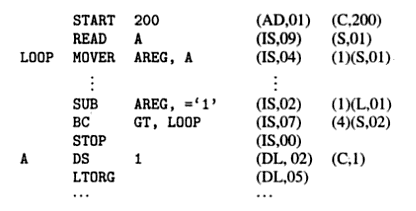 START 200 (AD,01) (C,200)
READ A (IS,09) (S,01)
LOOP MOVER AREG, A (IS,04) (1)(S,01)
⋮ ⋮
SUB AREG, =‘1’ (IS,02) (1)(L,01)
BC GT, LOOP (IS,07) (4)(S,02)
STOP (IS,00)
A DS 1 (DL, 02) (C,1)
LTORG (DL,05)
... ...